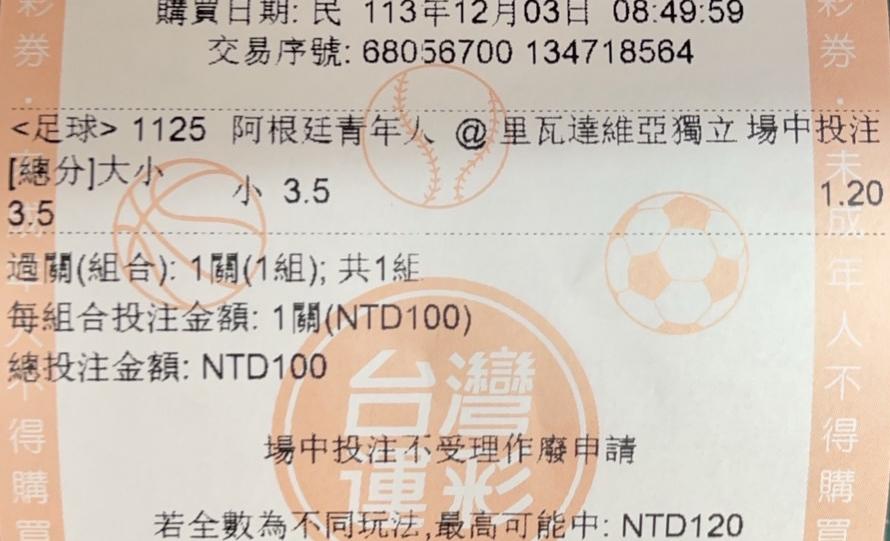 購買日期: 民 113年12月03日 08:49:59
交易序號: 68056700 134718564
<足球> 1125 阿根廷青年人 @ 里瓦達維亞獨立 場中投注
[總分]大小
3.5
小 3.5
1.20
過關(組合): 1關(1組); 共1組
每組合投注金額: 1關(NTD100)
總投注金額: NTD100
台灣
運彩
場中投注不受理作廢申請
若全數為不同玩法,最高可能中: NTD120
彩券.
不得購買
彩券.未成年人不得購買